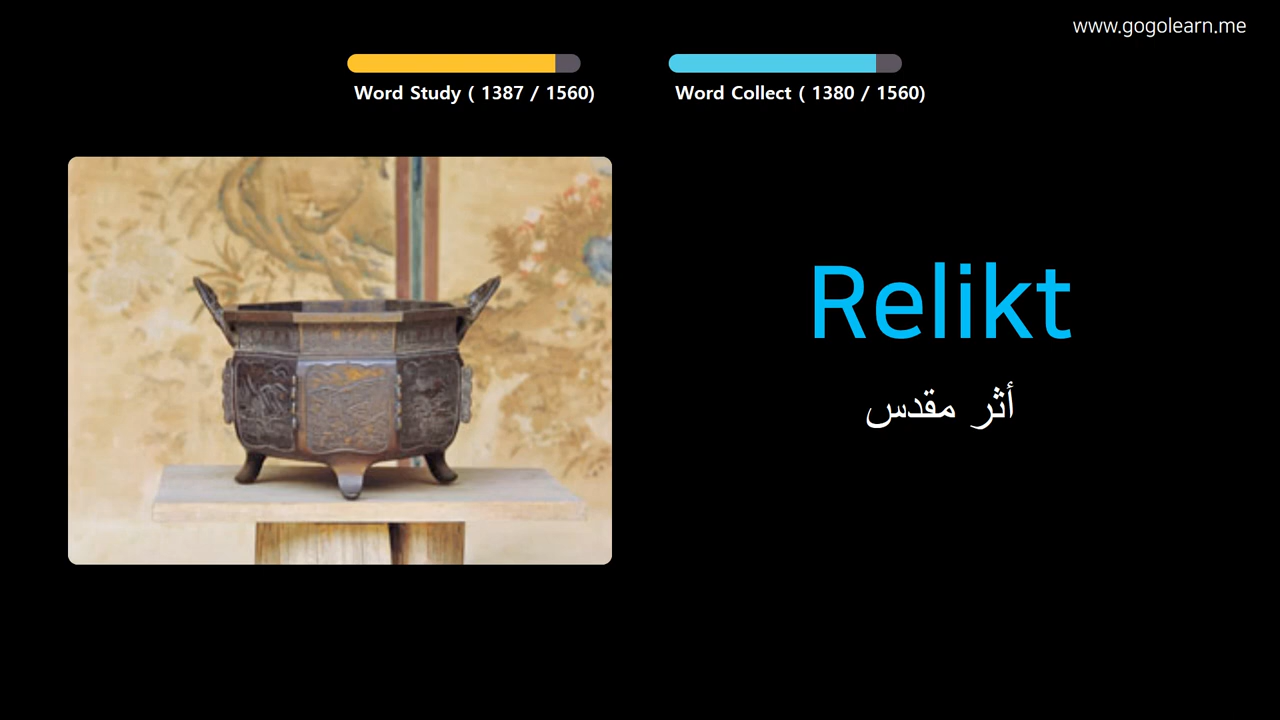 www.gogolearn.me
Word Study ( 1387 / 1560)
Word Collect ( 1380 / 1560)
Relikt
أثر مقدس